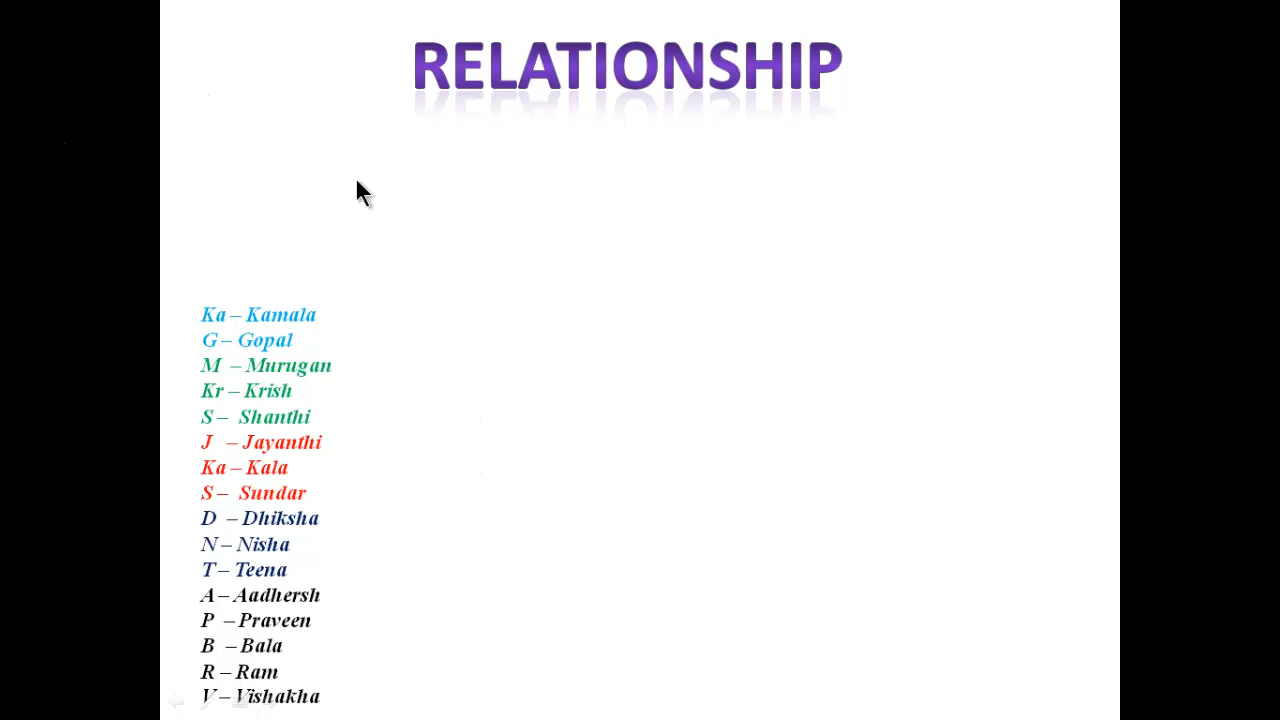 RELATIONSHIP
Ka – Kamala
G – Gopal
M – Murugan
Kr – Krish
S – Shanthi
J – Jayanthi
Ka – Kala
S – Sundar
D – Dhiksha
N – Nisha
T – Teena
A – Aadhersh
P – Praveen
B – Bala
R – Ram
V – Vishakha